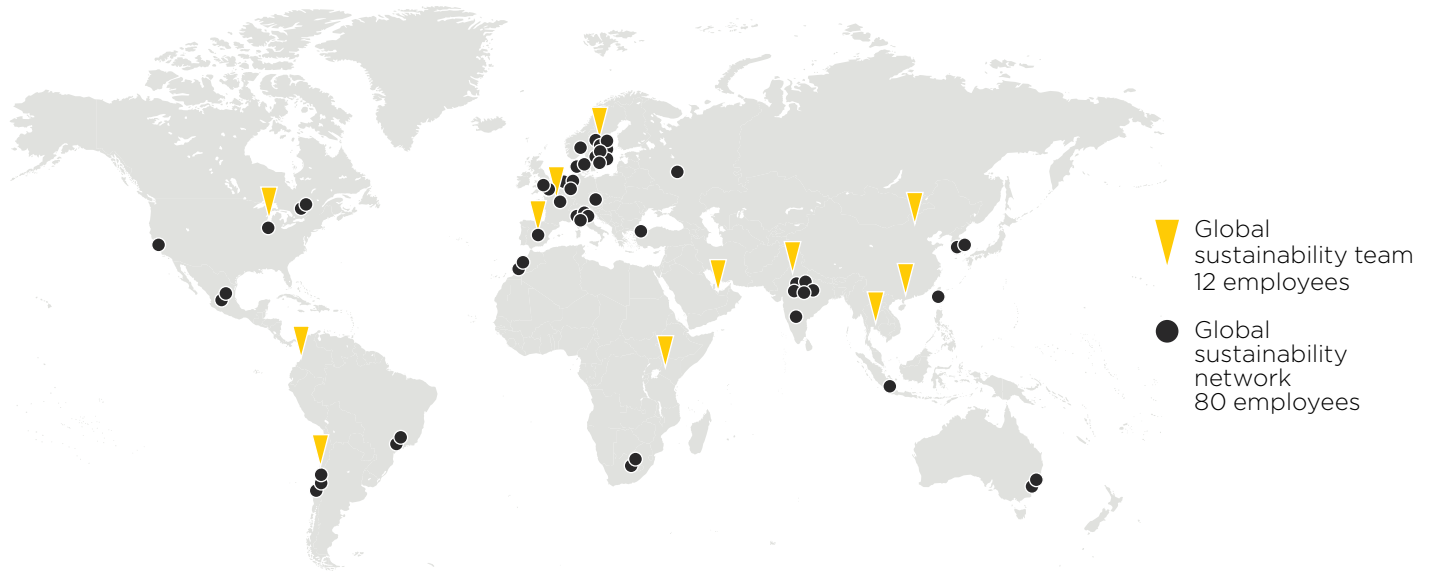 Global
sustainability team
12 employees
Global
sustainability
network
80 employees